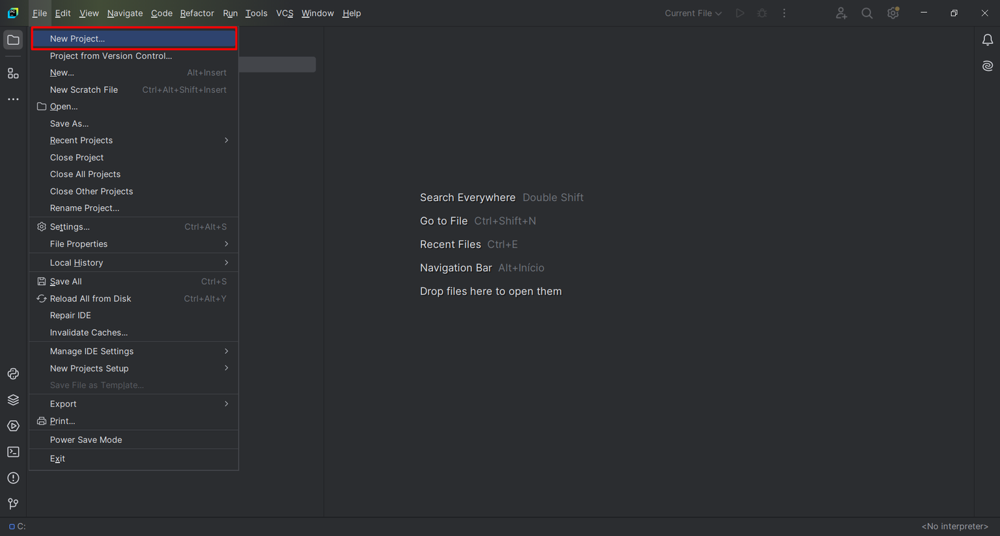 PC
File Edit View Navigate Code Refactor Run Tools VCS Window Help
Current File
New Project...
Project from Version Control...
New... Alt+Insert
New Scratch File Ctrl+Alt+Shift+Insert
Open...
Save As...
Recent Projects
Close Project
Close All Projects
Close Other Projects
Rename Project...
Settings... Ctrl+Alt+S
File Properties
Local History
Save All Ctrl+S
Reload All from Disk Ctrl+Alt+Y
Repair IDE
Invalidate Caches...
Manage IDE Settings
New Projects Setup
Save File as Template...
Export
Print...
Power Save Mode
Exit
Search Everywhere Double Shift
Go to File Ctrl+Shift+N
Recent Files Ctrl+E
Navigation Bar Alt+Início
Drop files here to open them
C:
<No interpreter>